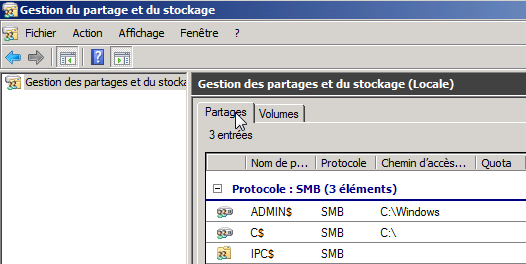 Gestion du partage et du stockage
Fichier Action Affichage Fenêtre ?
Gestion des partages et du stocka
Gestion des partages et du stockage (Locale)
Partages Volumes
3 entrées
Nom de p... Protocole Chemin d'accès... Quota
Protocole : SMB (3 éléments)
ADMIN$ SMB C:\Windows
C$ SMB C:\
IPC$ SMB